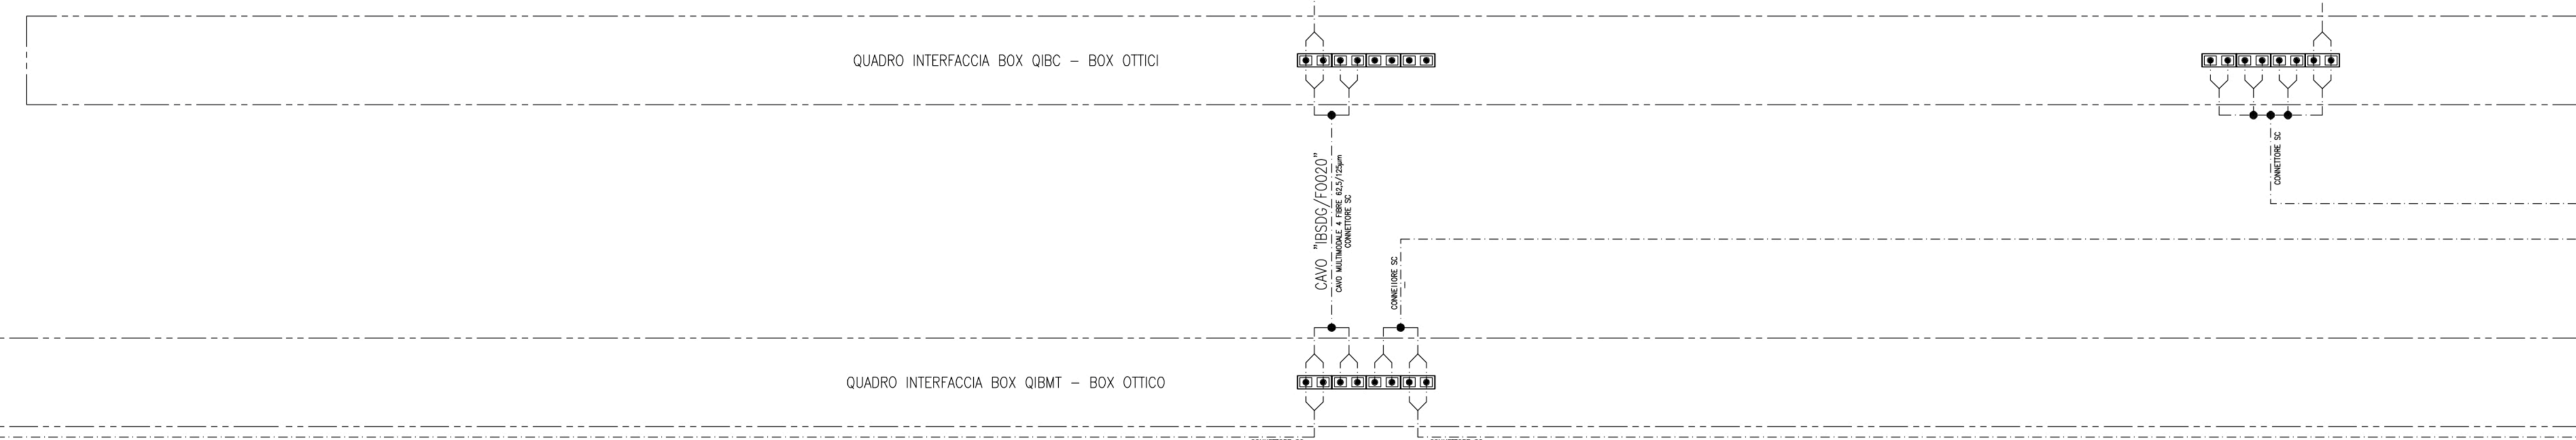 QUADRO INTERFACCIA BOX QIBC – BOX OTTICI
CONNETTORE SC
CAVO "IBSDG/F0020"
CAVO MULTIMODALE 4 FIBRE 62,5/125µm
CONNETTORE SC
CONNETTORE SC
QUADRO INTERFACCIA BOX QIBMT – BOX OTTICO